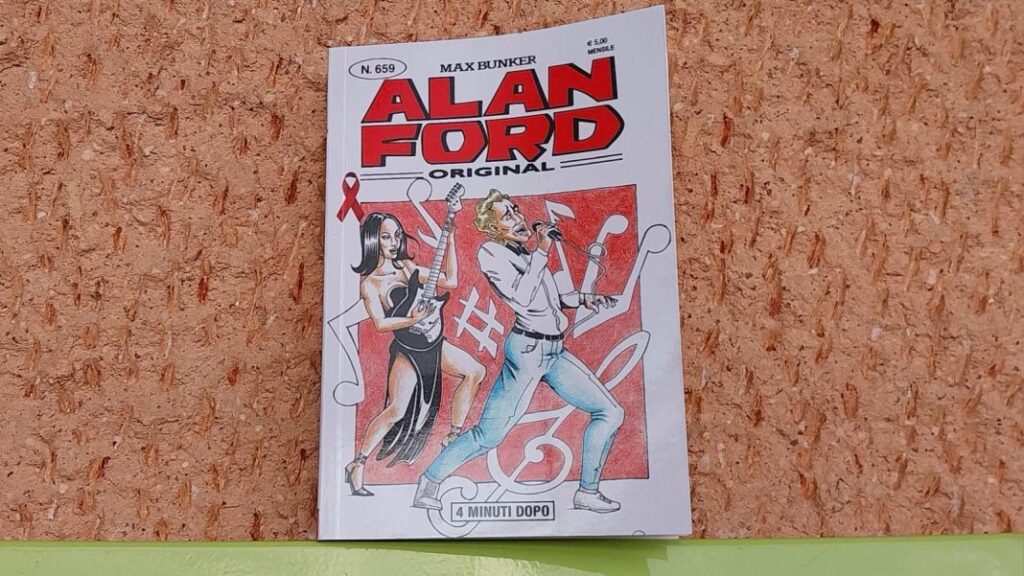 N. 659
MAX BUNKER
€ 5,00
MENSILE
ALAN
FORD
ORIGINAL
4 MINUTI DOPO